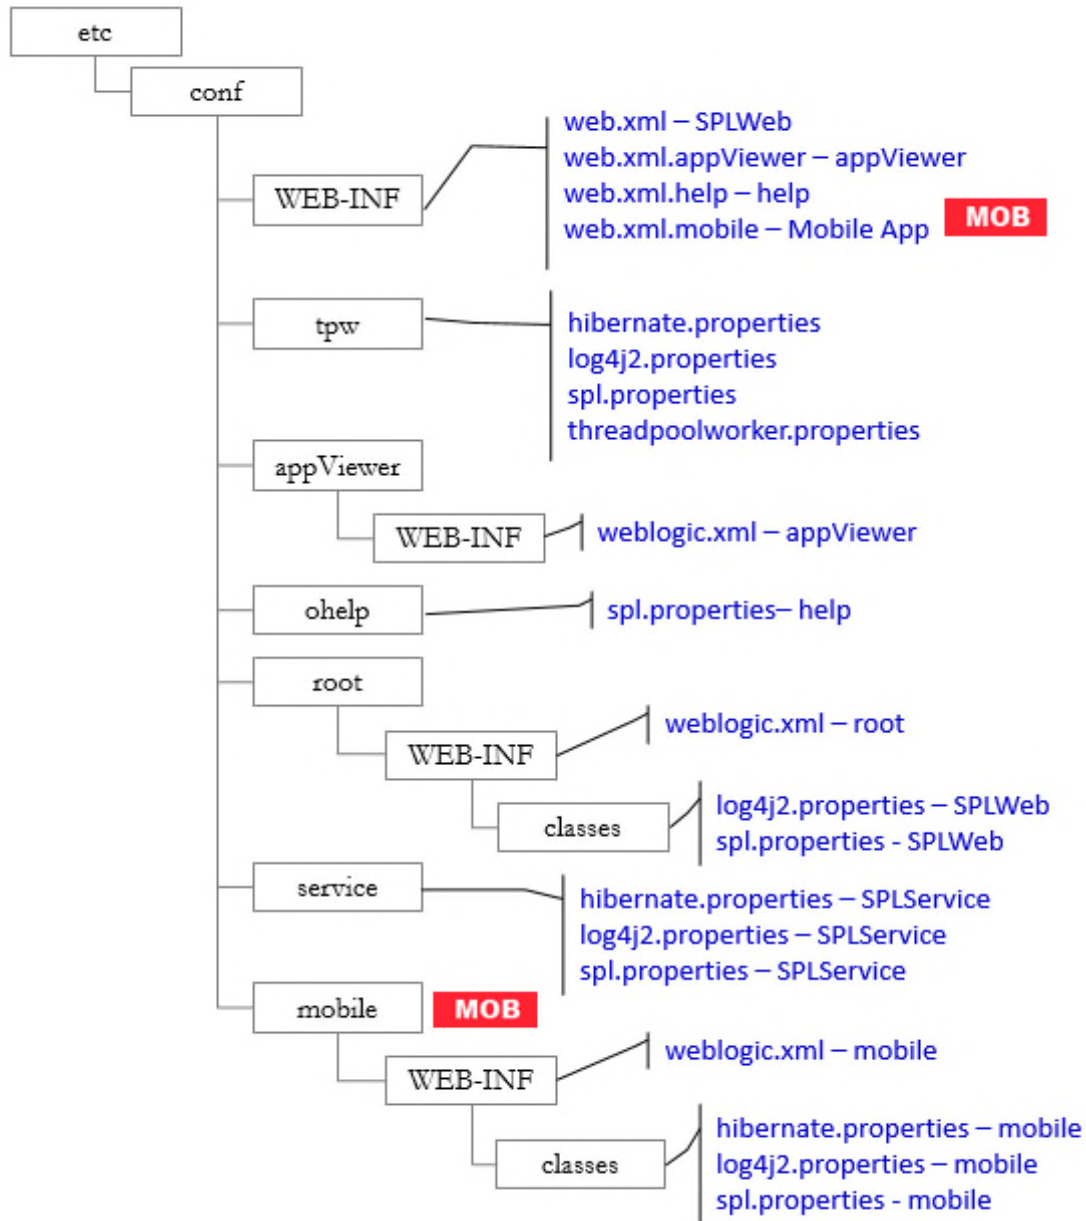 etc
conf
WEB-INF
web.xml – SPLWeb
web.xml.appViewer – appViewer
web.xml.help – help
web.xml.mobile – Mobile App
MOB
tpw
hibernate.properties
log4j2.properties
spl.properties
threadpoolworker.properties
appViewer
WEB-INF
weblogic.xml – appViewer
ohelp
spl.properties– help
root
WEB-INF
weblogic.xml – root
classes
log4j2.properties – SPLWeb
spl.properties - SPLWeb
service
hibernate.properties – SPLService
log4j2.properties – SPLService
spl.properties – SPLService
mobile
MOB
WEB-INF
weblogic.xml – mobile
classes
hibernate.properties – mobile
log4j2.properties – mobile
spl.properties - mobile